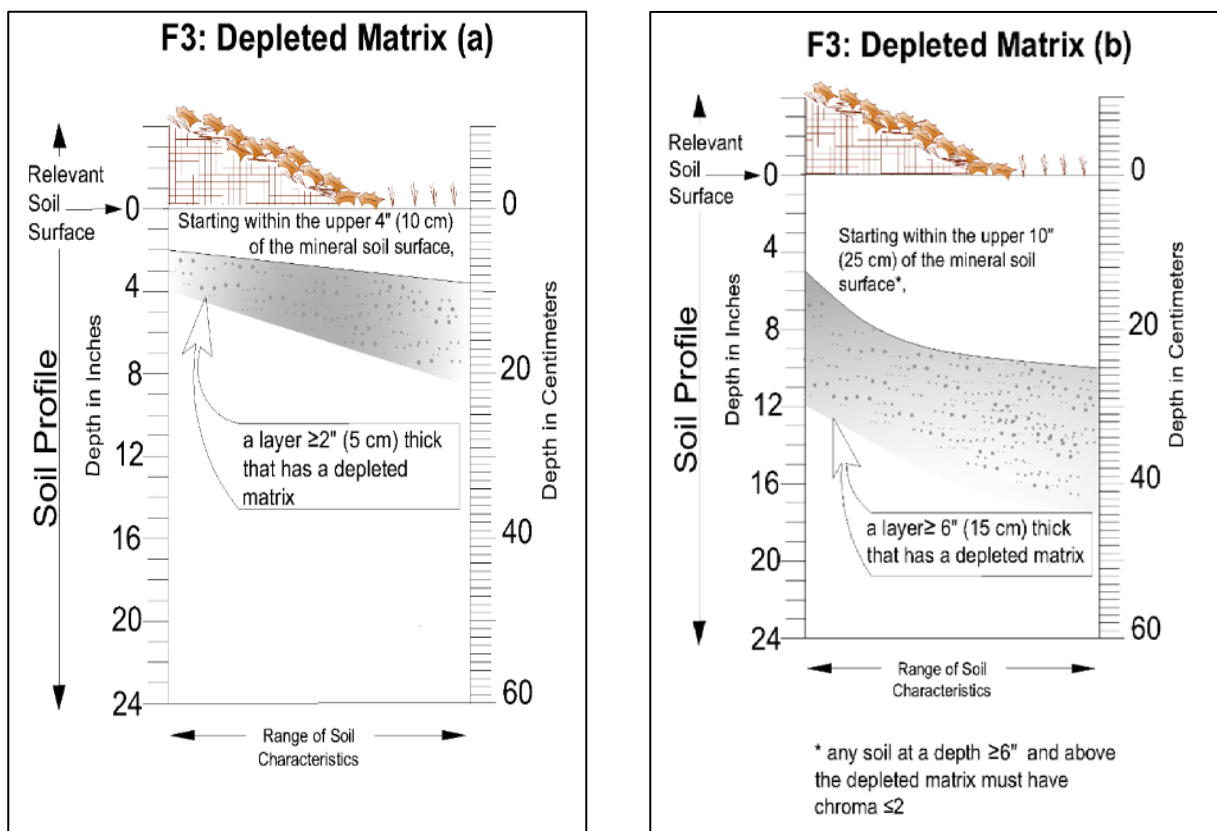 F3: Depleted Matrix (a)
Relevant
Soil
Surface
Soil Profile
Depth in Inches
0
4
8
12
16
20
24
Starting within the upper 4" (10 cm)
of the mineral soil surface,
a layer ≥2" (5 cm) thick
that has a depleted
matrix
0
20
40
60
Depth in Centimeters
Range of Soil
Characteristics
F3: Depleted Matrix (b)
Relevant
Soil
Surface
Soil Profile
Depth in Inches
0
4
8
12
16
20
24
Starting within the upper 10"
(25 cm) of the mineral soil
surface*,
a layer≥ 6" (15 cm) thick
that has a depleted matrix
0
20
40
60
Depth in Centimeters
Range of Soil
Characteristics
* any soil at a depth ≥6" and above
the depleted matrix must have
chroma ≤2